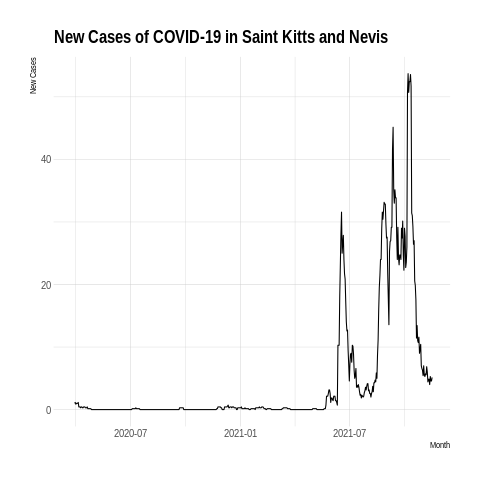 New Cases of COVID-19 in Saint Kitts and Nevis
New Cases
40
20
0
2020-07 2021-01 2021-07
Month